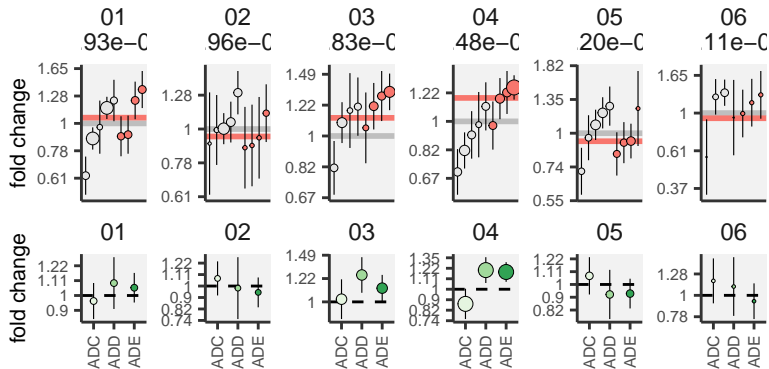 01 02 03 04 05 06
.93e−0 .96e−0 .83e−0 .48e−0 .20e−0 .11e−0
fold change
1.65 1.28 1 0.78 0.61
1.28 1 0.78 0.61
1.49 1.22 1 0.82 0.67
1.22 1 0.82 0.67
1.82 1.35 1 0.74 0.55
1.65 1 0.61 0.37
01 02 03 04 05 06
fold change
1.22 1.11 1 0.9 0.82
1.22 1.11 1 0.9 0.82 0.74
1.49 1.22 1
1.35 1.22 1.11 0.9 0.82 0.74
1.22 1.11 1 0.9 0.82 0.74
1.28 1 0.78
ADC ADD ADE ADC ADD ADE ADC ADD ADE ADC ADD ADE ADC ADD ADE ADC ADD ADE